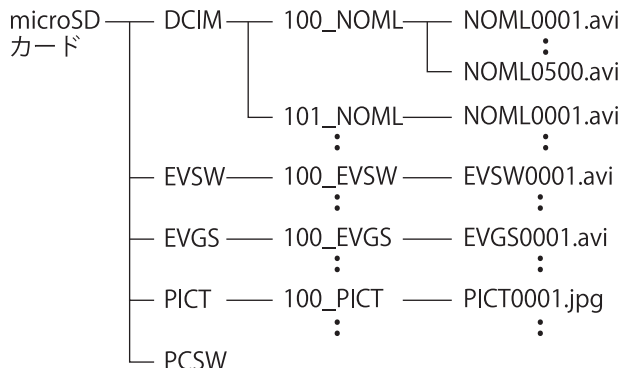 microSD カード DCIM 100_NOML NOML0001.avi
NOML0500.avi
101_NOML NOML0001.avi
EVSW 100_EVSW EVSW0001.avi
EVGS 100_EVGS EVGS0001.avi
PICT 100_PICT PICT0001.jpg
PCSW